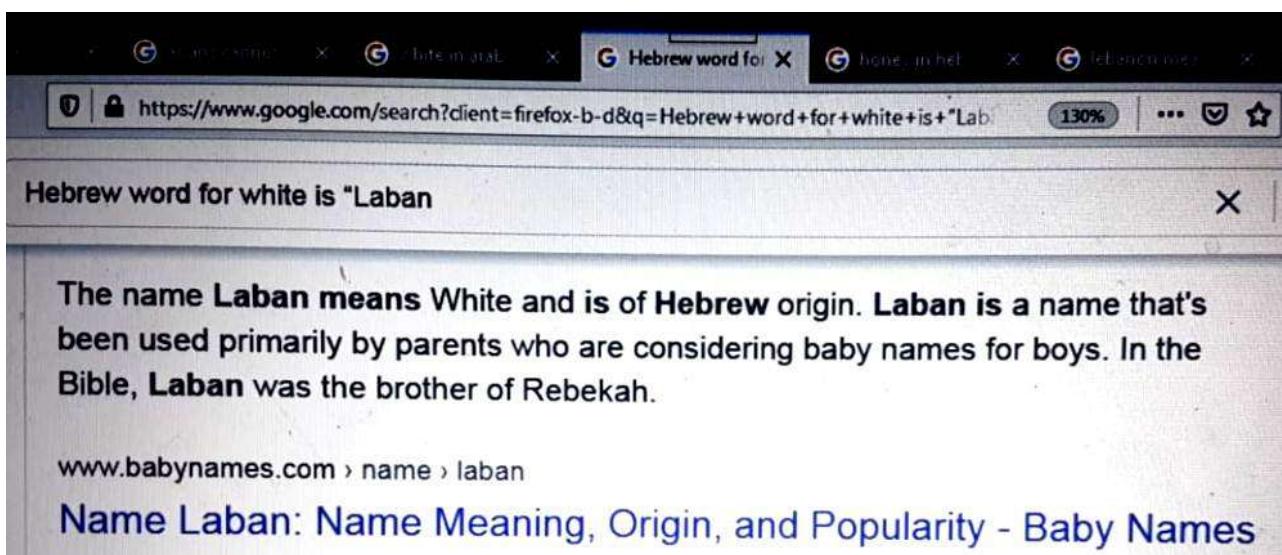 Hebrew word for
https://www.google.com/search?client=firefox-b-d&q=Hebrew+word+for+white+is+"Lab
130%
Hebrew word for white is "Laban
The name Laban means White and is of Hebrew origin. Laban is a name that's
been used primarily by parents who are considering baby names for boys. In the
Bible, Laban was the brother of Rebekah.
www.babynames.com › name › laban
Name Laban: Name Meaning, Origin, and Popularity - Baby Names